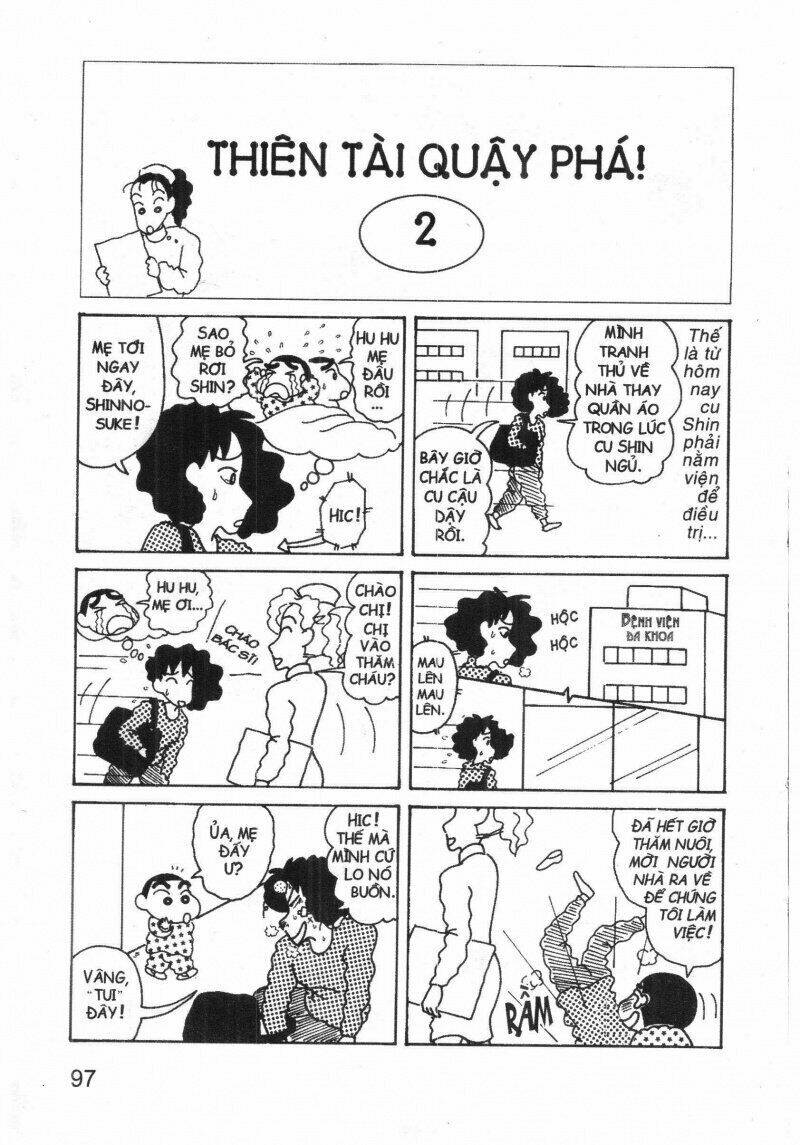 THIÊN TÀI QUẬY PHÁ!
2
Thế
là từ
hôm
nay
cu
Shin
phải
nằm
viện
để
điều
trị...
MÌNH
TRANH
THỦ VỀ
NHÀ THAY
QUẦN ÁO
TRONG LÚC
CU SHIN
NGỦ.
BÂY GIỜ
CHẮC LÀ
CU CẬU
DẬY
RỒI.
HU HU
MẸ
ĐÂU
RỒI
...
SAO
MẸ BỎ
RƠI
SHIN?
MẸ TỚI
NGAY
ĐÂY,
SHINNO-
SUKE!
HIC!
BỆNH VIỆN
ĐA KHOA
HỘC
HỘC
MAU
LÊN
MAU
LÊN.
CHÀO
CHỊ!
CHỊ
VÀO
THĂM
CHÁU?
CHÀO
BÁC SĨ!
HU HU,
MẸ ƠI...
ĐÃ HẾT GIỜ
THĂM NUÔI,
MỜI NGƯỜI
NHÀ RA VỀ
ĐỂ CHÚNG
TÔI LÀM
VIỆC!
RẦM
HIC!
THẾ MÀ
MÌNH CỨ
LO NÓ
BUỒN.
ỦA, MẸ
ĐẤY
Ư?
VÂNG,
"TUI"
ĐÂY!
97